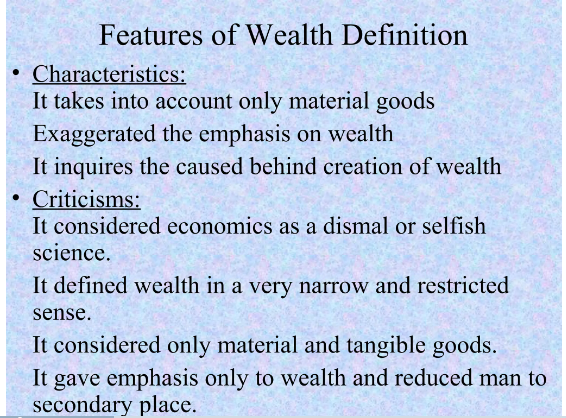 Features of Wealth Definition
• Characteristics:
It takes into account only material goods
Exaggerated the emphasis on wealth
It inquires the caused behind creation of wealth
• Criticisms:
It considered economics as a dismal or selfish
science.
It defined wealth in a very narrow and restricted
sense.
It considered only material and tangible goods.
It gave emphasis only to wealth and reduced man to
secondary place.